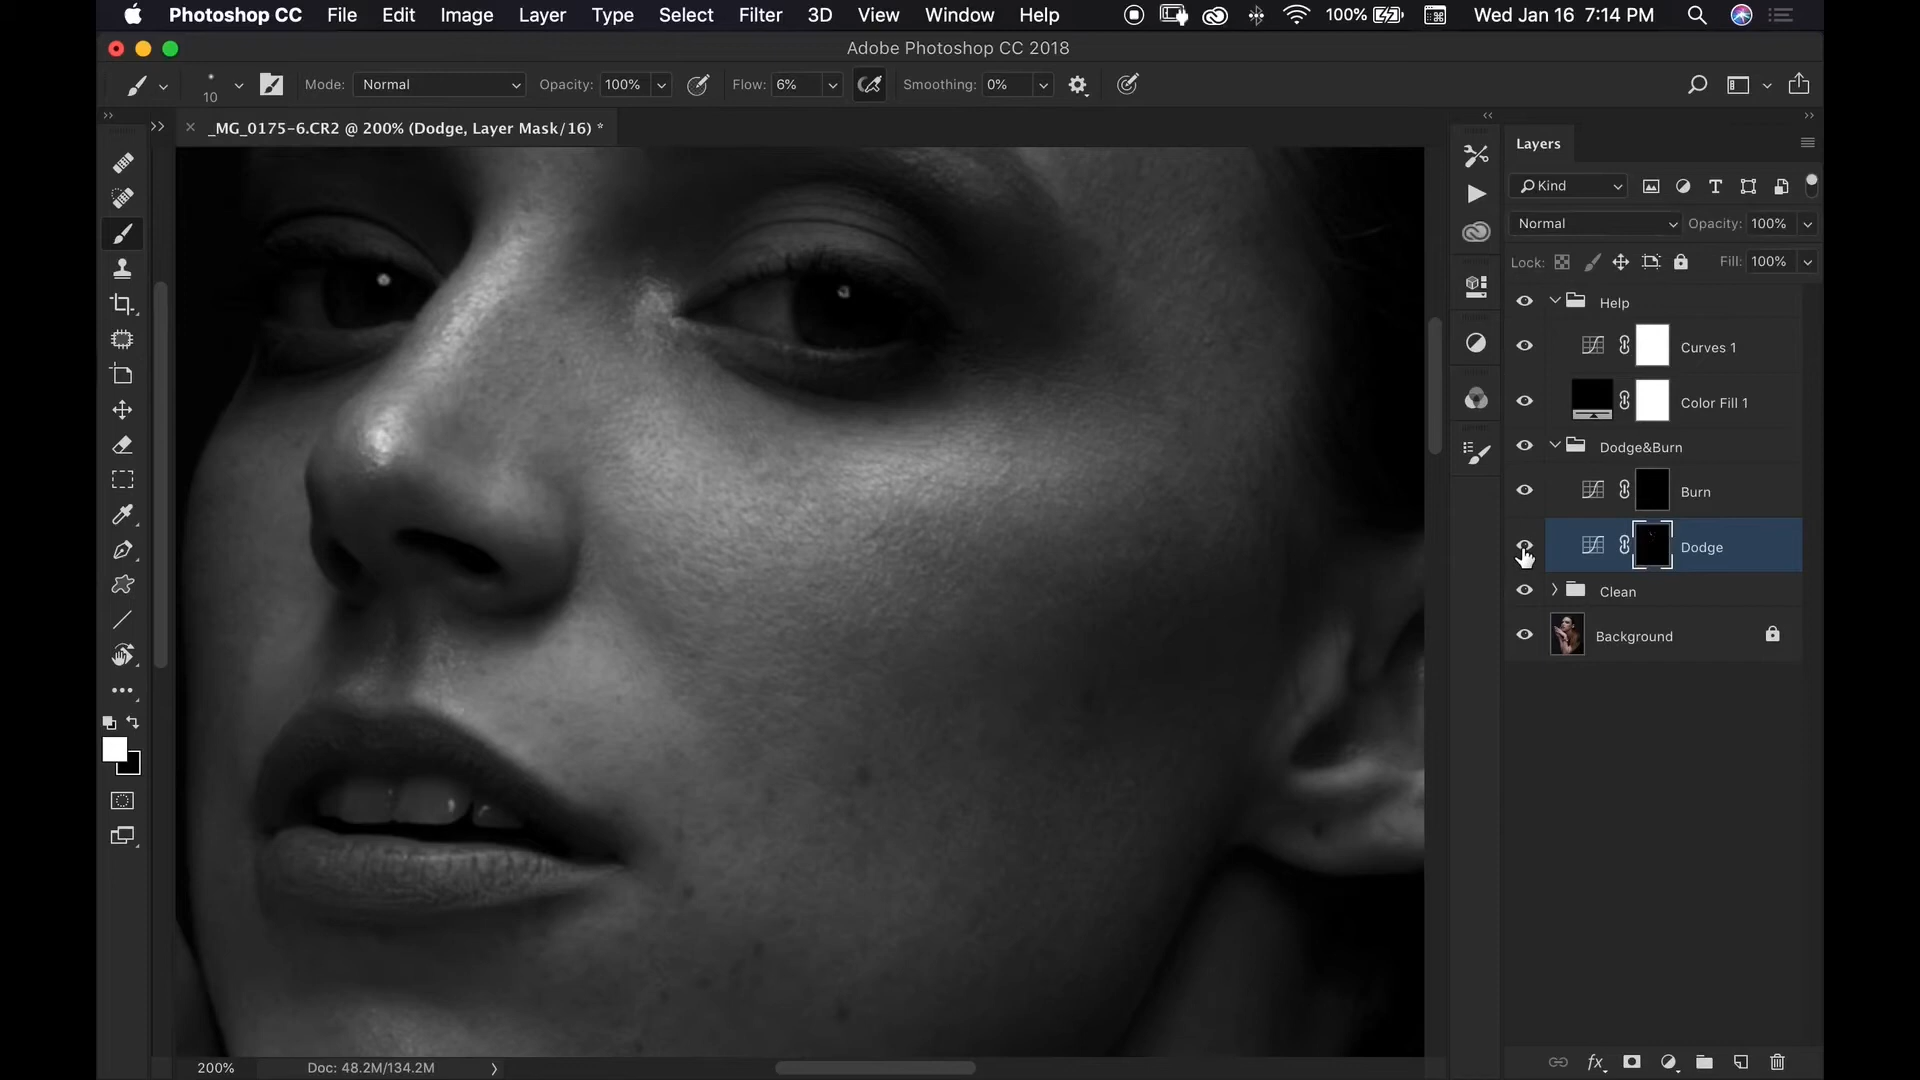 Photoshop CC File Edit Image Layer Type Select Filter 3D View Window Help 100% Wed Jan 16 7:14 PM
Adobe Photoshop CC 2018
10 Mode: Normal Opacity: 100% Flow: 6% Smoothing: 0%
_MG_0175-6.CR2 @ 200% (Dodge, Layer Mask/16) *
Layers
Kind
Normal Opacity: 100%
Lock: Fill: 100%
Help
Curves 1
Color Fill 1
Dodge&Burn
Burn
Dodge
Clean
Background
200% Doc: 48.2M/134.2M
fx